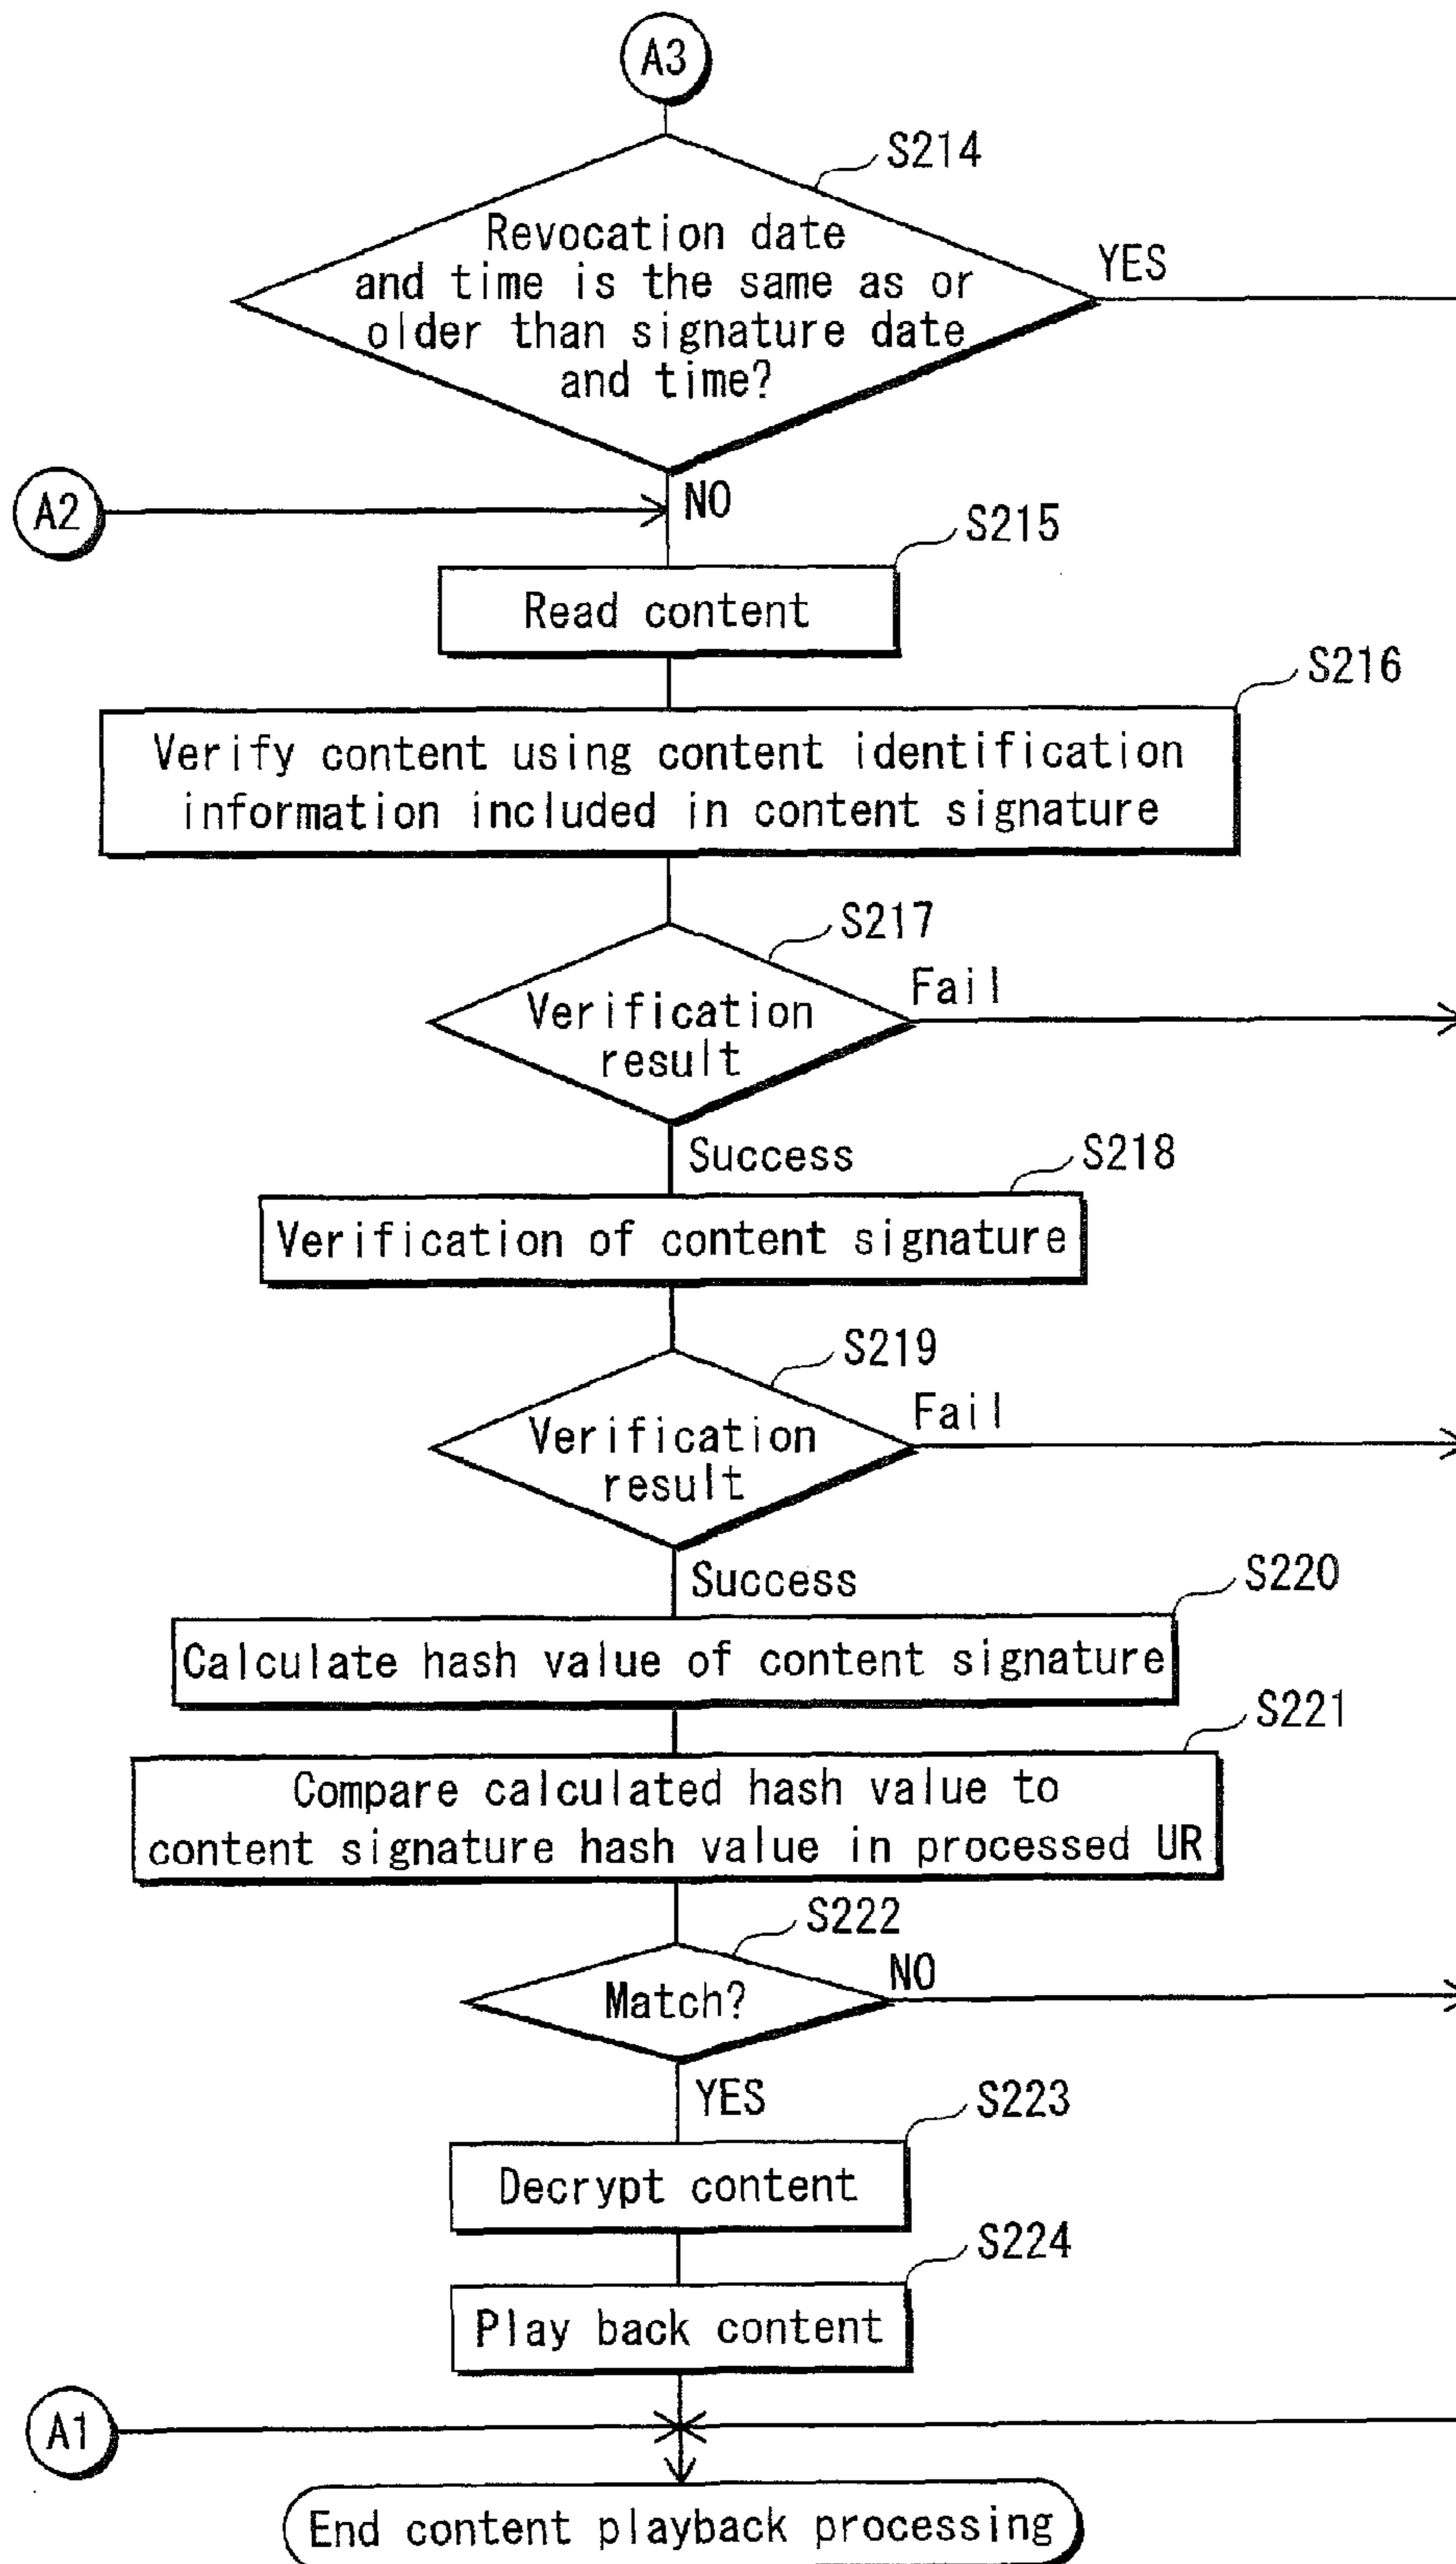 A3
S214
Revocation date
and time is the same as or
older than signature date
and time?
YES
NO
A2
S215
Read content
S216
Verify content using content identification
information included in content signature
S217
Verification
result
Fail
Success
S218
Verification of content signature
S219
Verification
result
Fail
Success
S220
Calculate hash value of content signature
S221
Compare calculated hash value to
content signature hash value in processed UR
S222
Match?
NO
YES
S223
Decrypt content
S224
Play back content
A1
End content playback processing